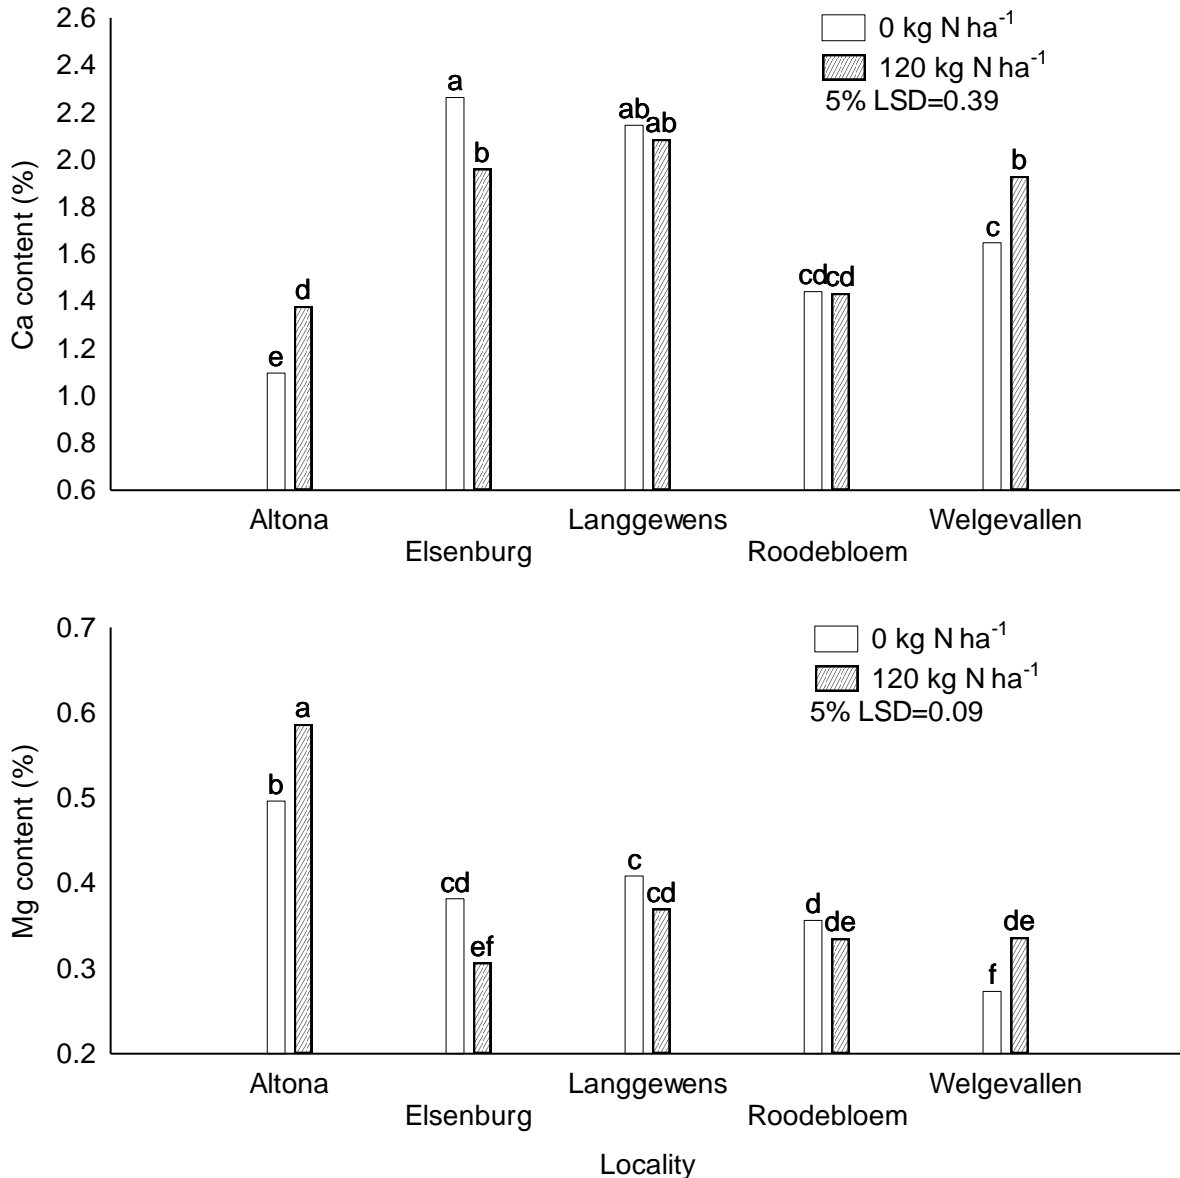 2.6
0 kg N ha⁻¹
2.4
120 kg N ha⁻¹
5% LSD=0.39
2.2
a
ab ab
2.0
b
b
1.8
1.6
c
1.4
d
cd cd
1.2
e
1.0
0.8
0.6
Ca content (%)
Altona
Langgewens
Welgevallen
Elsenburg
Roodebloem
0.7
0 kg N ha⁻¹
120 kg N ha⁻¹
5% LSD=0.09
0.6
a
0.5
b
0.4
cd
c
cd
d
de
de
0.3
ef
f
0.2
Mg content (%)
Altona
Langgewens
Welgevallen
Elsenburg
Roodebloem
Locality